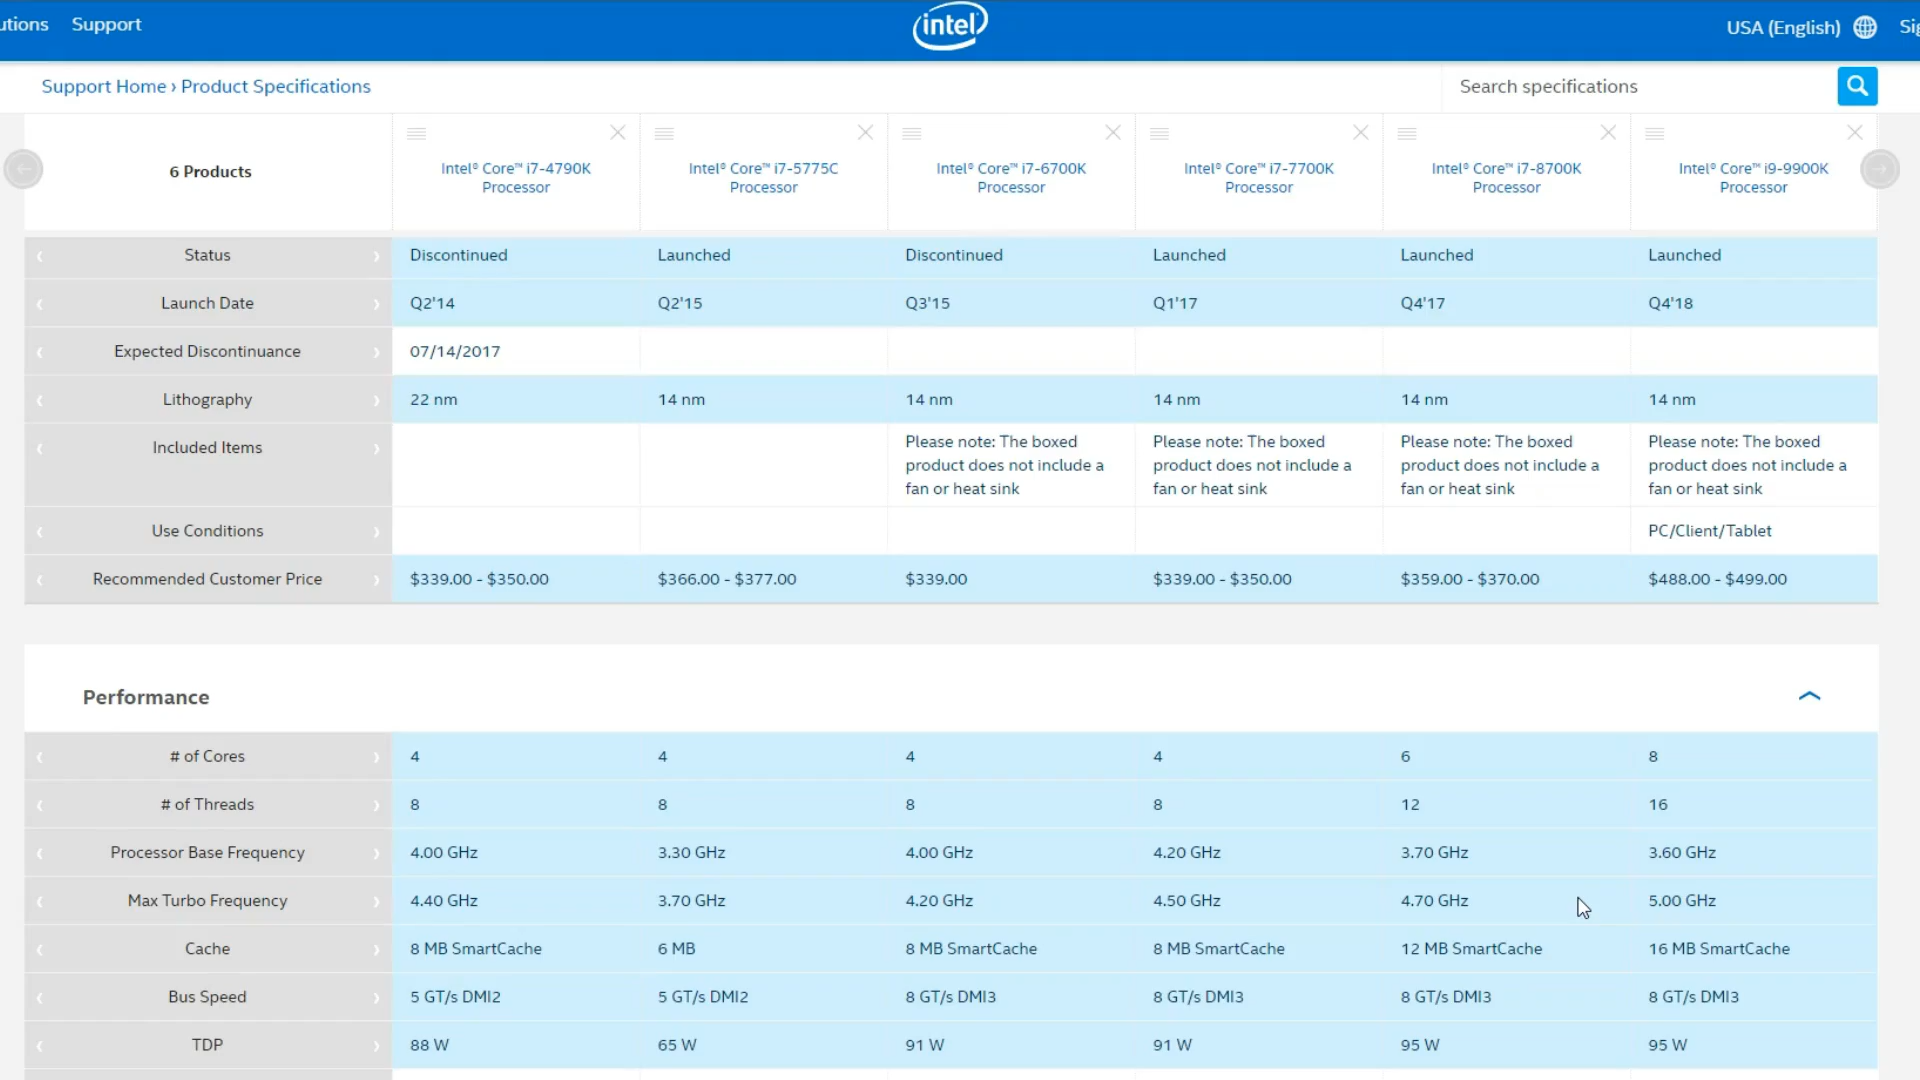 utions Support intel USA (English) Sig
Support Home › Product Specifications Search specifications
6 Products
Intel® Core™ i7-4790K
Processor
Intel® Core™ i7-5775C
Processor
Intel® Core™ i7-6700K
Processor
Intel® Core™ i7-7700K
Processor
Intel® Core™ i7-8700K
Processor
Intel® Core™ i9-9900K
Processor
Status Discontinued Launched Discontinued Launched Launched Launched
Launch Date Q2'14 Q2'15 Q3'15 Q1'17 Q4'17 Q4'18
Expected Discontinuance 07/14/2017
Lithography 22 nm 14 nm 14 nm 14 nm 14 nm 14 nm
Included Items
Please note: The boxed
product does not include a
fan or heat sink
Please note: The boxed
product does not include a
fan or heat sink
Please note: The boxed
product does not include a
fan or heat sink
Please note: The boxed
product does not include a
fan or heat sink
Use Conditions PC/Client/Tablet
Recommended Customer Price $339.00 - $350.00 $366.00 - $377.00 $339.00 $339.00 - $350.00 $359.00 - $370.00 $488.00 - $499.00
Performance
# of Cores 4 4 4 4 6 8
# of Threads 8 8 8 8 12 16
Processor Base Frequency 4.00 GHz 3.30 GHz 4.00 GHz 4.20 GHz 3.70 GHz 3.60 GHz
Max Turbo Frequency 4.40 GHz 3.70 GHz 4.20 GHz 4.50 GHz 4.70 GHz 5.00 GHz
Cache 8 MB SmartCache 6 MB 8 MB SmartCache 8 MB SmartCache 12 MB SmartCache 16 MB SmartCache
Bus Speed 5 GT/s DMI2 5 GT/s DMI2 8 GT/s DMI3 8 GT/s DMI3 8 GT/s DMI3 8 GT/s DMI3
TDP 88 W 65 W 91 W 91 W 95 W 95 W